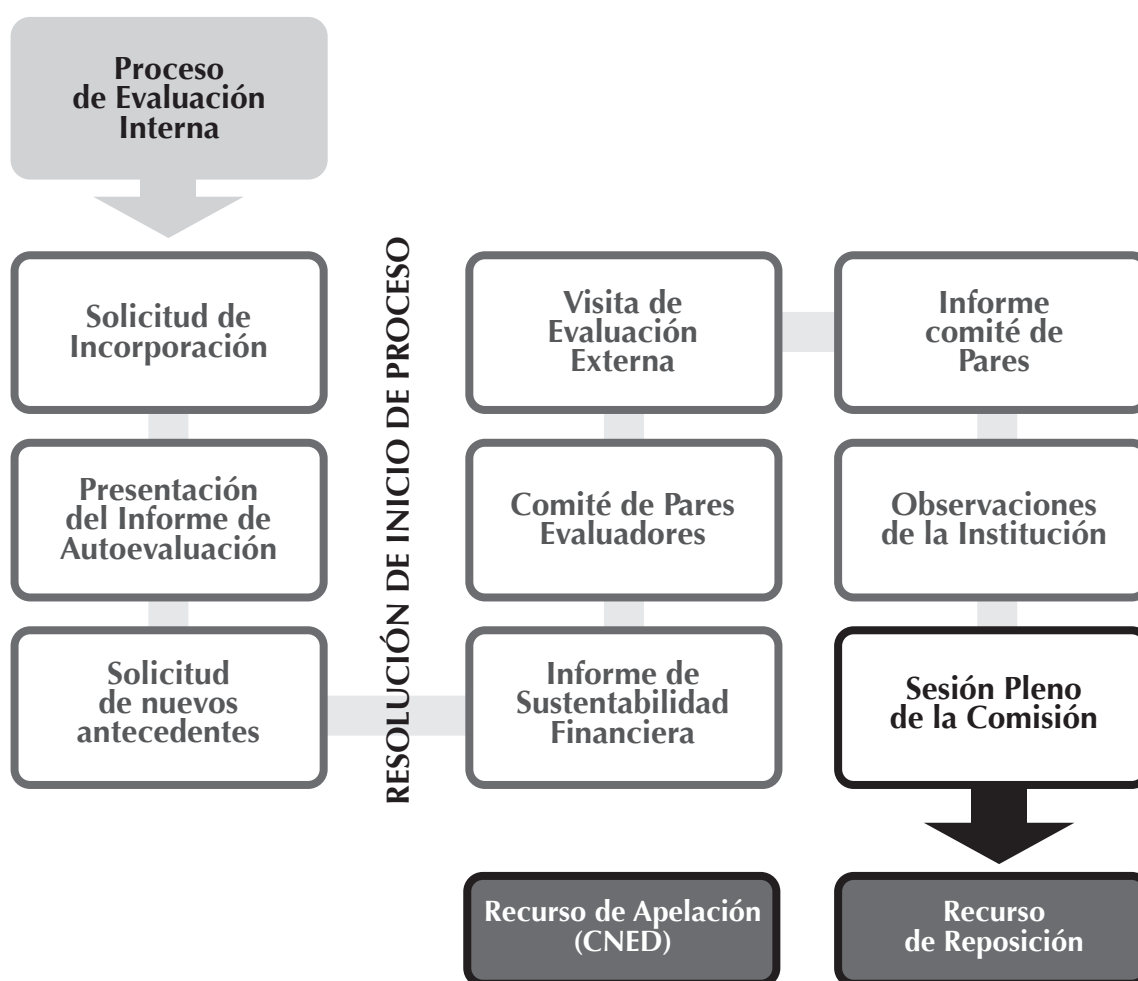 Proceso
de Evaluación
Interna
Solicitud de
Incorporación
Presentación
del Informe de
Autoevaluación
Solicitud
de nuevos
antecedentes
RESOLUCIÓN DE INICIO DE PROCESO
Informe de
Sustentabilidad
Financiera
Comité de Pares
Evaluadores
Visita de
Evaluación
Externa
Informe
comité de
Pares
Observaciones
de la Institución
Sesión Pleno
de la Comisión
Recurso
de Reposición
Recurso de Apelación
(CNED)